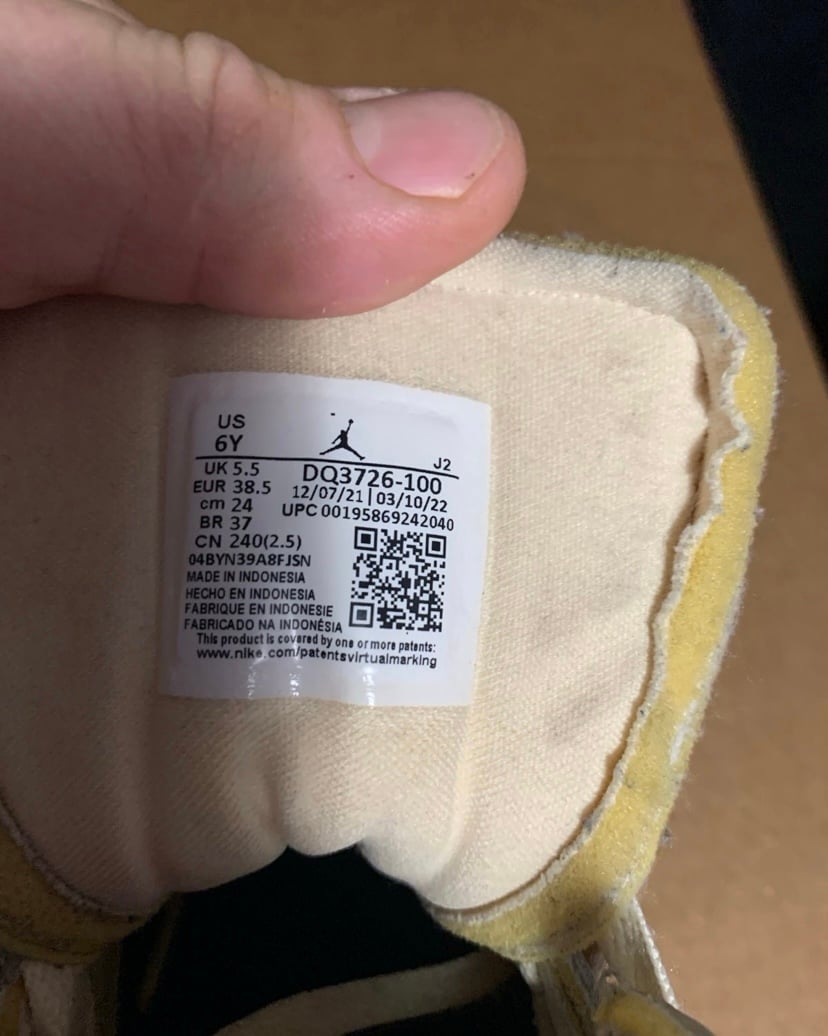 US
6Y
J2
UK 5.5
DQ3726-100
EUR 38.5
12/07/21 | 03/10/22
cm 24
UPC 00195869242040
BR 37
CN 240(2.5)
04BYN39A8FJSN
MADE IN INDONESIA
HECHO EN INDONESIA
FABRIQUE EN INDONESIE
FABRICADO NA INDONÉSIA
This product is covered by one or more patents:
www.nike.com/patentsvirtualmarking